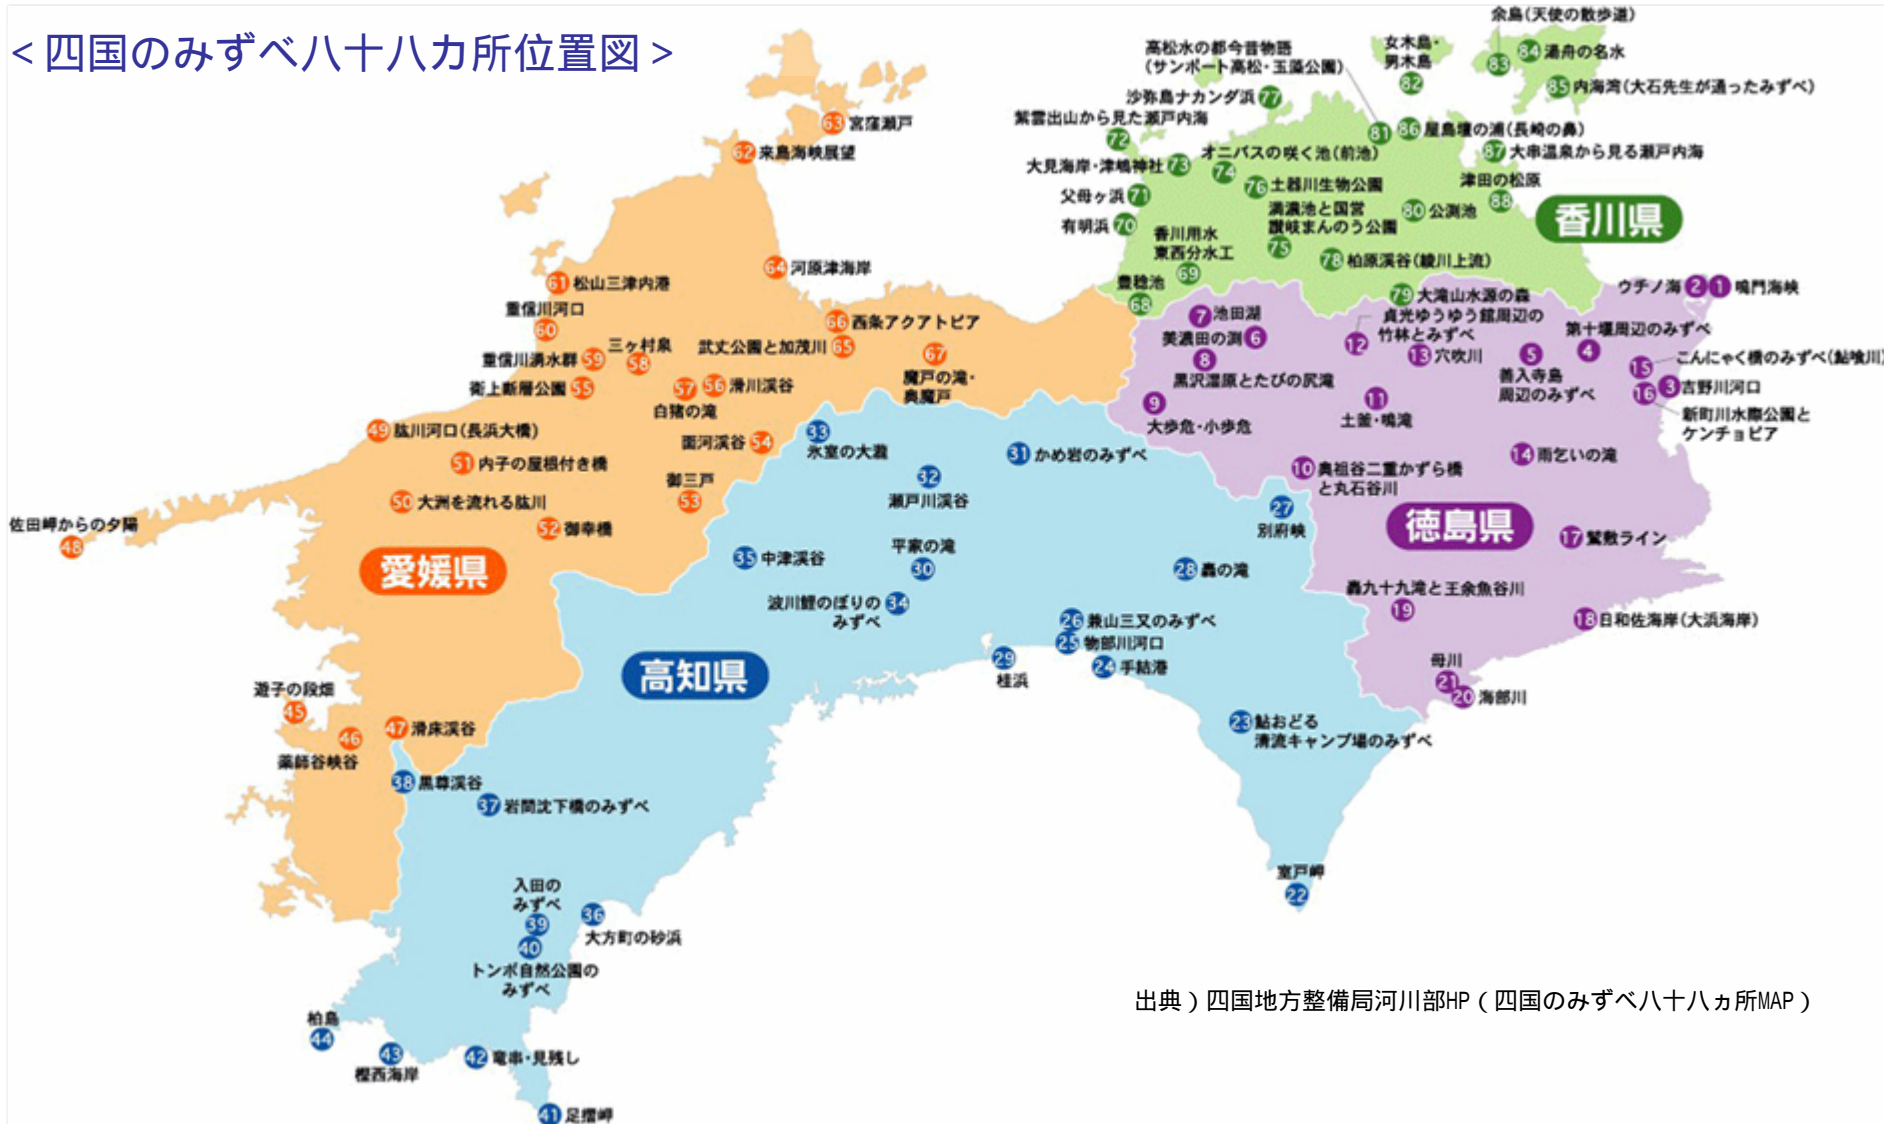 ＜四国のみずべ八十八カ所位置図＞
余島(天使の散歩道)
83
84 湯舟の名水
85 内海湾(大石先生が通ったみずべ)
女木島・
男木島
82
高松水の都今昔物語
(サンポート高松・玉藻公園)
81
沙弥島ナカンダ浜 77
紫雲出山から見た瀬戸内海
72
86 屋島壇の浦(長崎の鼻)
87 大串温泉から見る瀬戸内海
大見海岸・津嶋神社 73
オニバスの咲く池(前池)
74
76 土器川生物公園
津田の松原
88
父母ヶ浜 71
満濃池と国営
讃岐まんのう公園
75
80 公渕池
香川県
有明浜 70
香川用水
東西分水工
69
78 柏原渓谷(綾川上流)
豊稔池
68
79 大滝山水源の森
63 宮窪瀬戸
62 来島海峡展望
64 河原津海岸
61 松山三津内港
重信川河口
60
66 西条アクアトピア
武丈公園と加茂川 65
67
魔戸の滝・
奥魔戸
重信川湧水群 59
三ヶ村泉
58
衝上断層公園 55
57
白猪の滝
56 滑川渓谷
49 肱川河口(長浜大橋)
面河渓谷 54
51 内子の屋根付き橋
御三戸
53
50 大洲を流れる肱川
52 御幸橋
佐田岬からの夕陽
48
愛媛県
遊子の段畑
45
46
薬師谷峡谷
47 滑床渓谷
ウチノ海 2
1 鳴門海峡
7 池田湖
美濃田の淵 6
8
黒沢湿原とたびの尻滝
貞光ゆうゆう館周辺の
竹林とみずべ
12
13 穴吹川
第十堰周辺のみずべ
4
5
善入寺島
周辺のみずべ
15
こんにゃく橋のみずべ(鮎喰川)
3 吉野川河口
16
新町川水際公園と
ケンチョピア
9
大歩危・小歩危
11
土釜・鳴滝
10 奥祖谷二重かずら橋
と丸石谷川
14 雨乞いの滝
徳島県
17 鷲敷ライン
轟九十九滝と王余魚谷川
19
18 日和佐海岸(大浜海岸)
母川
21
20 海部川
33
氷室の大瀧
31 かめ岩のみずべ
32
瀬戸川渓谷
27
別府峡
35 中津渓谷
平家の滝
30
28 轟の滝
波川鯉のぼりの
みずべ
34
26 兼山三又のみずべ
25 物部川河口
24 手結港
29
桂浜
高知県
23 鮎おどる
清流キャンプ場のみずべ
38 黒尊渓谷
37 岩間沈下橋のみずべ
室戸岬
22
入田の
みずべ
39
36
大方町の砂浜
40
トンボ自然公園の
みずべ
柏島
44
43
樫西海岸
42 竜串・見残し
41 足摺岬
出典）四国地方整備局河川部HP（四国のみずべ八十八ヵ所MAP）